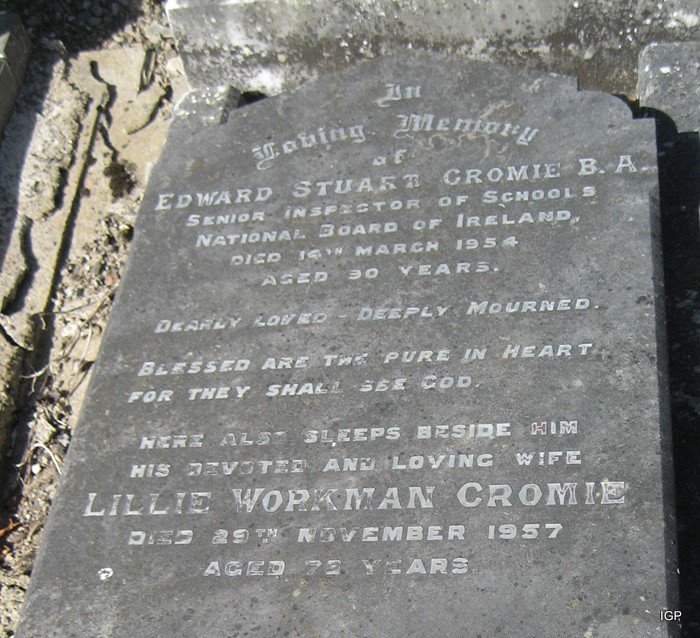 In
Loving Memory
of
EDWARD STUART CROMIE B.A.
SENIOR INSPECTOR OF SCHOOLS
NATIONAL BOARD OF IRELAND,
DIED 14TH MARCH 1954
AGED 90 YEARS.
DEARLY LOVED - DEEPLY MOURNED.
BLESSED ARE THE PURE IN HEART
FOR THEY SHALL SEE GOD.
HERE ALSO SLEEPS BESIDE HIM
HIS DEVOTED AND LOVING WIFE
LILLIE WORKMAN CROMIE
DIED 29TH NOVEMBER 1957
AGED 73 YEARS.
IGP